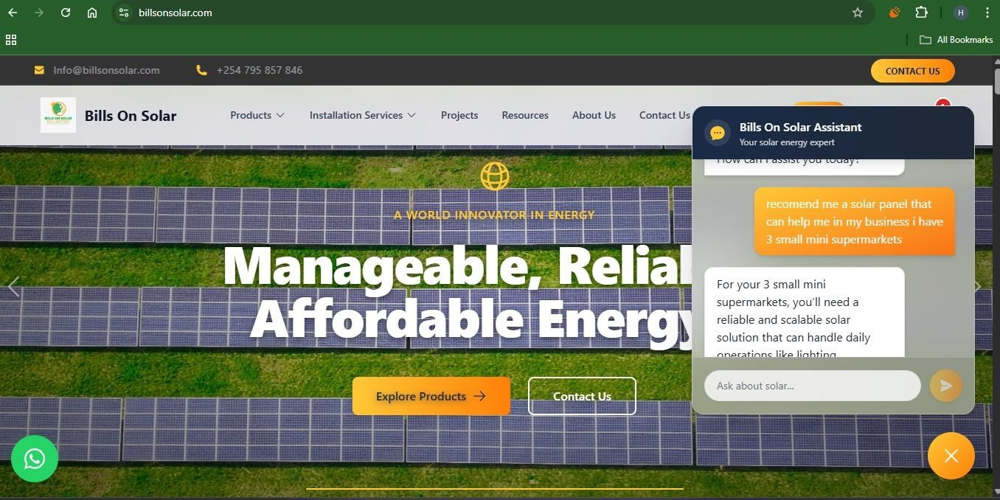 billsonsolar.com
H
All Bookmarks
Info@billsonsolar.com
+254 795 857 846
CONTACT US
BILLS ON SOLAR
Bills On Solar
Products
Installation Services
Projects
Resources
About Us
Contact Us
A WORLD INNOVATOR IN ENERGY
Manageable, Reliab
Affordable Energy
Explore Products
Contact Us
Bills On Solar Assistant
Your solar energy expert
How can I assist you today?
recomend me a solar panel that
can help me in my business i have
3 small mini supermarkets
For your 3 small mini
supermarkets, you’ll need a
reliable and scalable solar
solution that can handle daily
operations like lighting
Ask about solar...